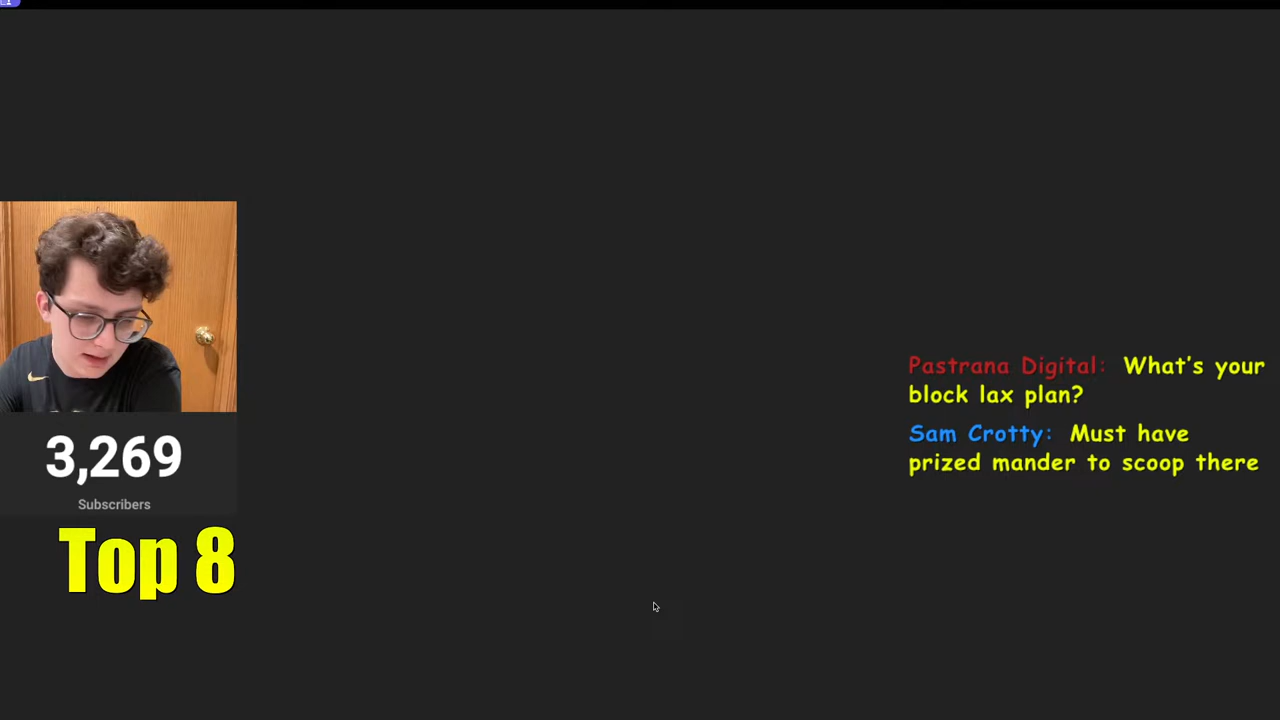 3,269
Subscribers
Top 8
Pastrana Digital: What's your
block lax plan?
Sam Crotty: Must have
prized mander to scoop there